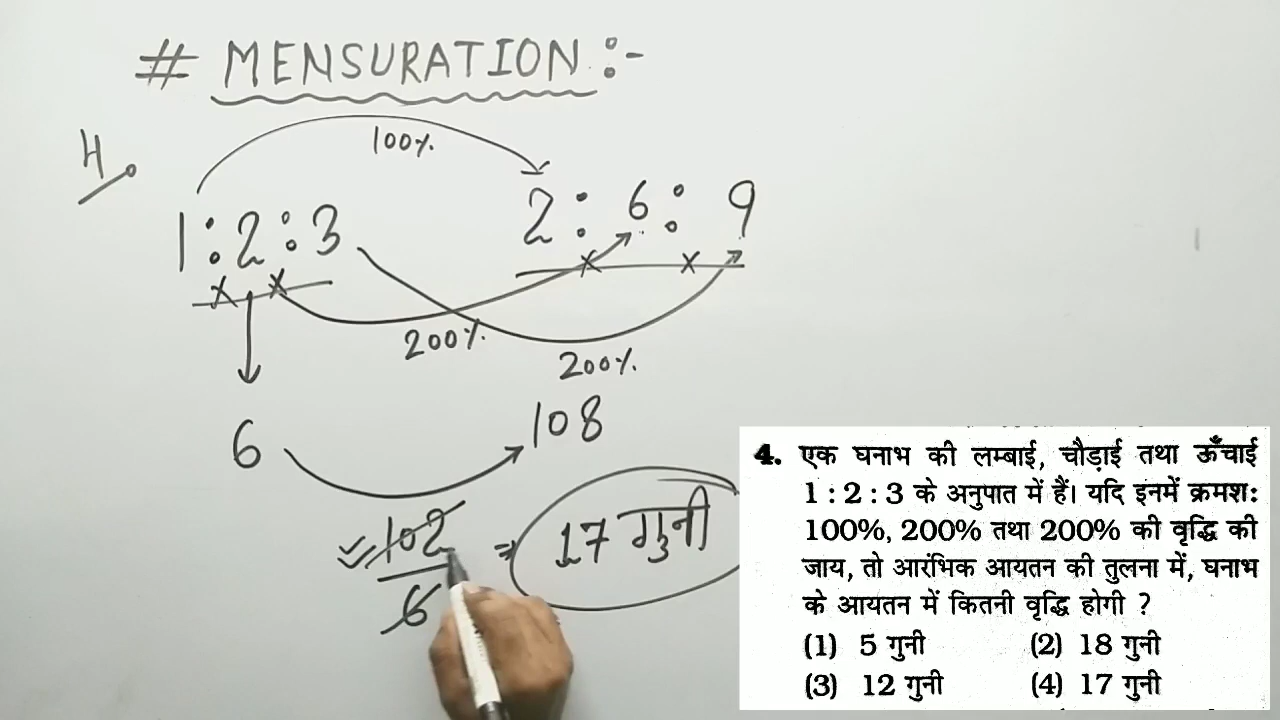 # MENSURATION :-
4.
100%
1 : 2 : 3
2 : 6 : 9
200%
200%
6
108
102
6
⇒ 17 गुनी
4. एक घनाभ की लम्बाई, चौड़ाई तथा ऊँचाई
1 : 2 : 3 के अनुपात में हैं। यदि इनमें क्रमश:
100%, 200% तथा 200% की वृद्धि की
जाय, तो आरंभिक आयतन की तुलना में, घनाभ
के आयतन में कितनी वृद्धि होगी ?
(1) 5 गुनी (2) 18 गुनी
(3) 12 गुनी (4) 17 गुनी